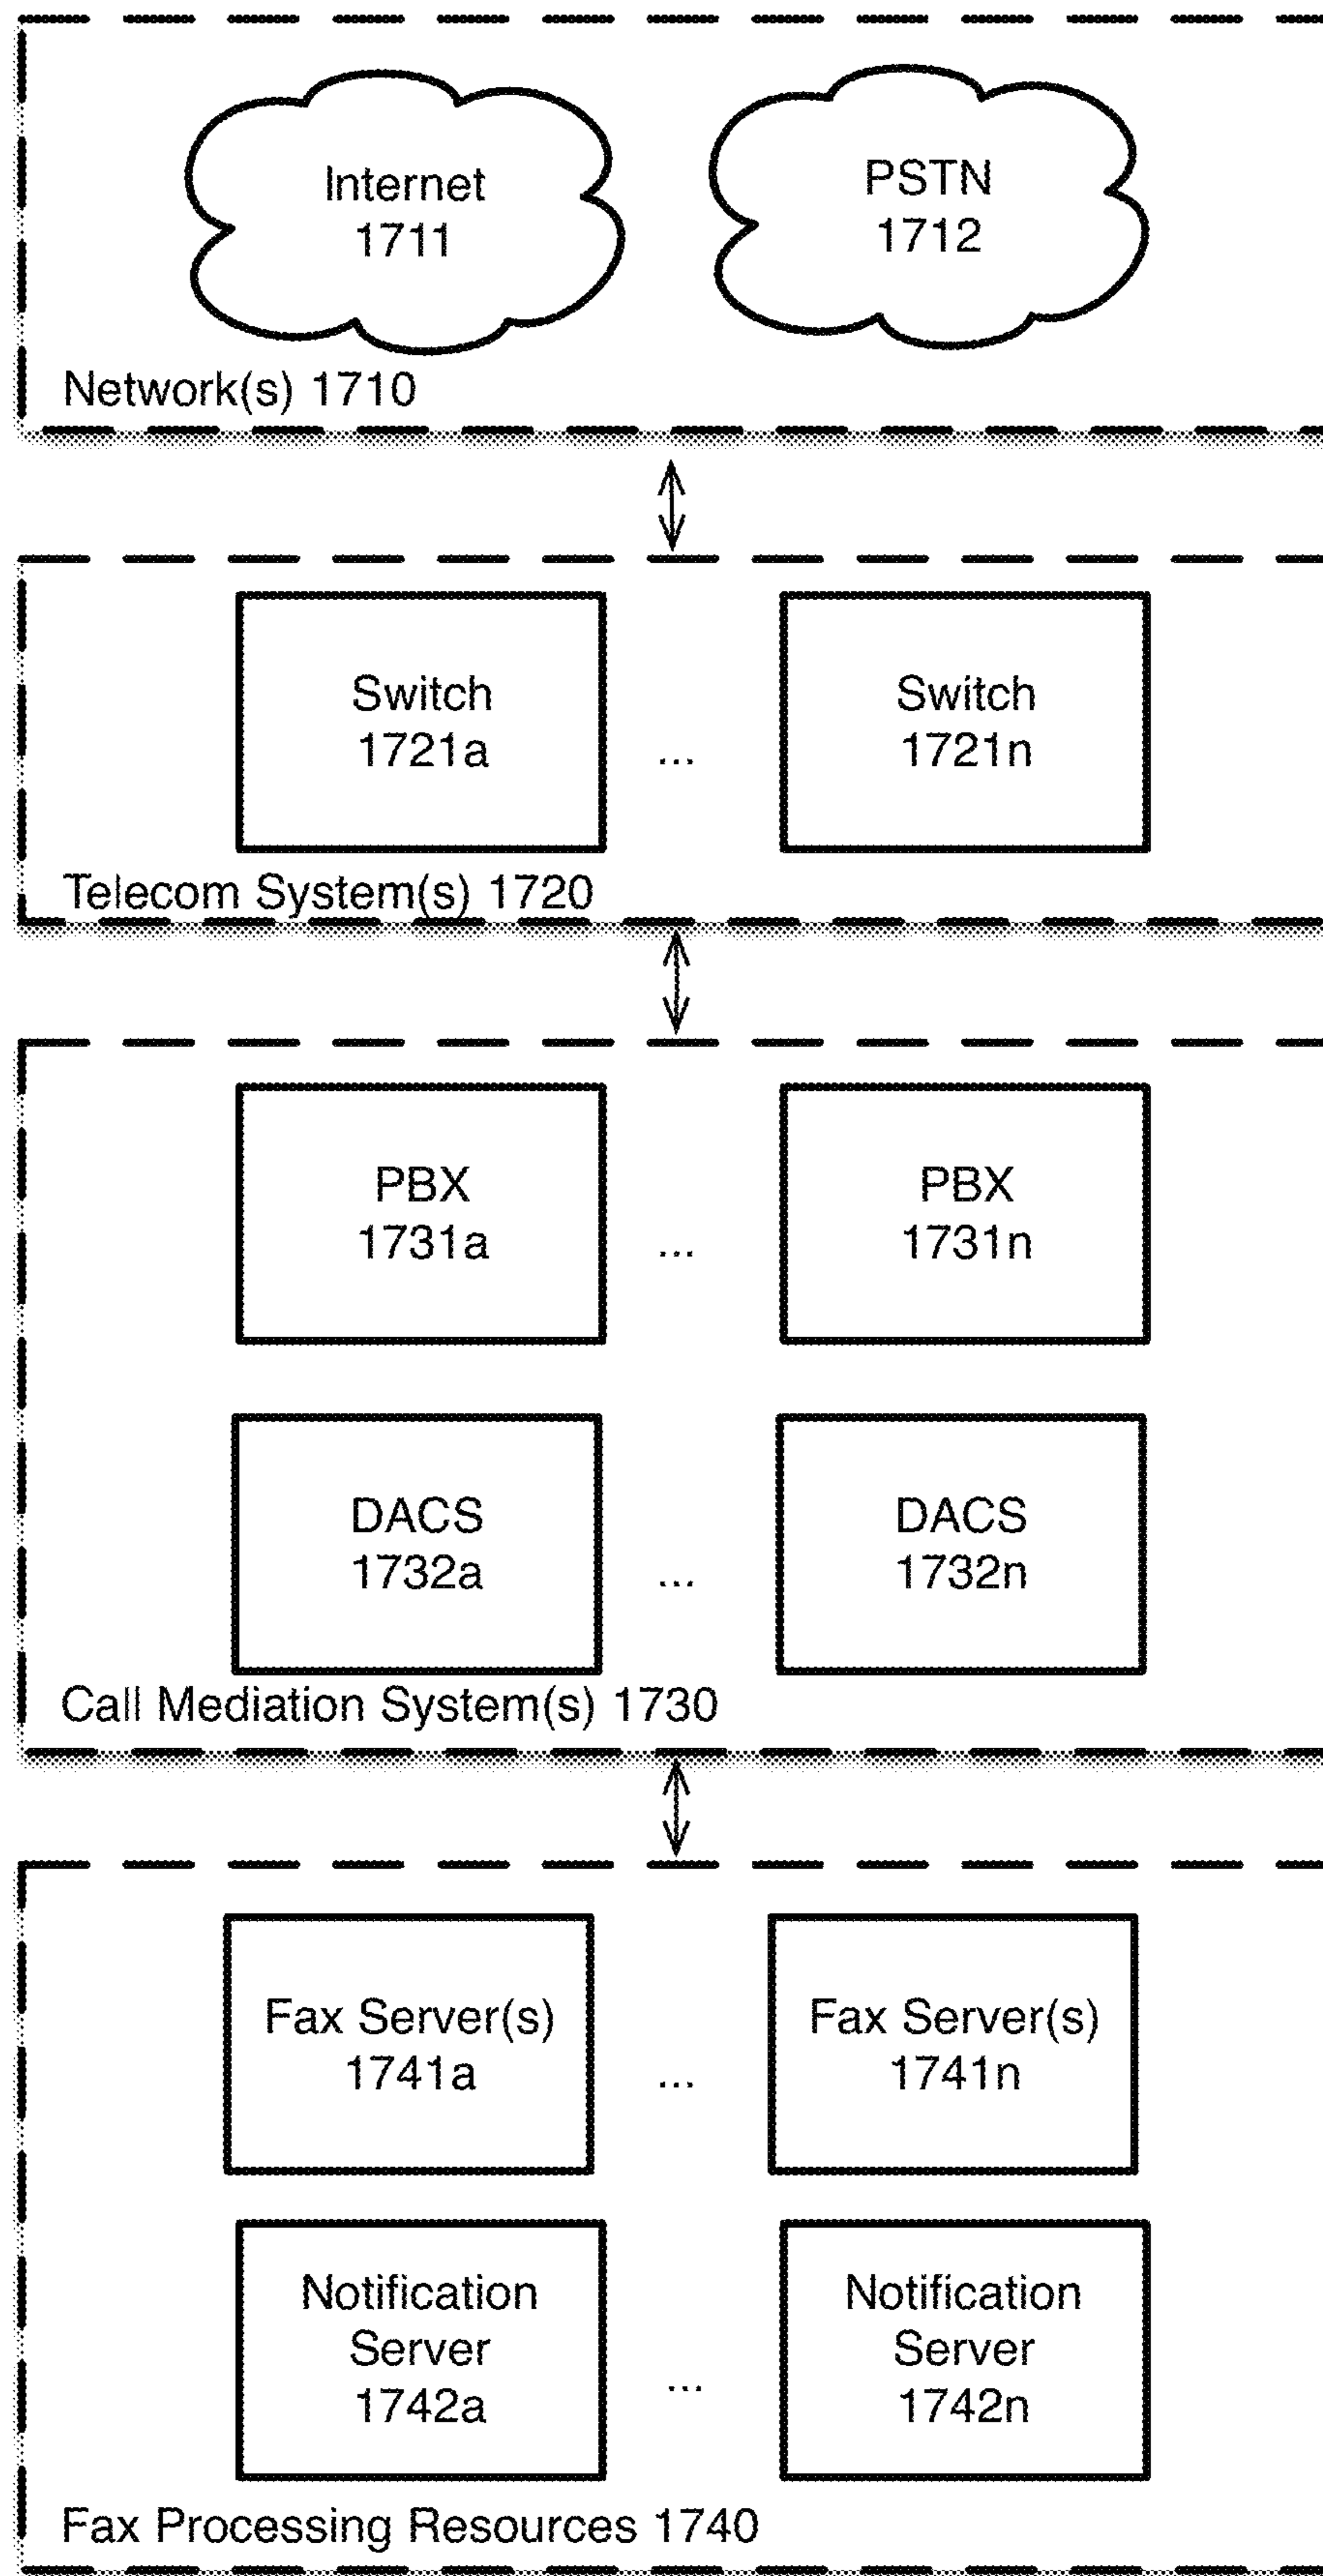 Internet
1711
PSTN
1712
Network(s) 1710
Switch
1721a
...
Switch
1721n
Telecom System(s) 1720
PBX
1731a
...
PBX
1731n
DACS
1732a
...
DACS
1732n
Call Mediation System(s) 1730
Fax Server(s)
1741a
...
Fax Server(s)
1741n
Notification
Server
1742a
...
Notification
Server
1742n
Fax Processing Resources 1740